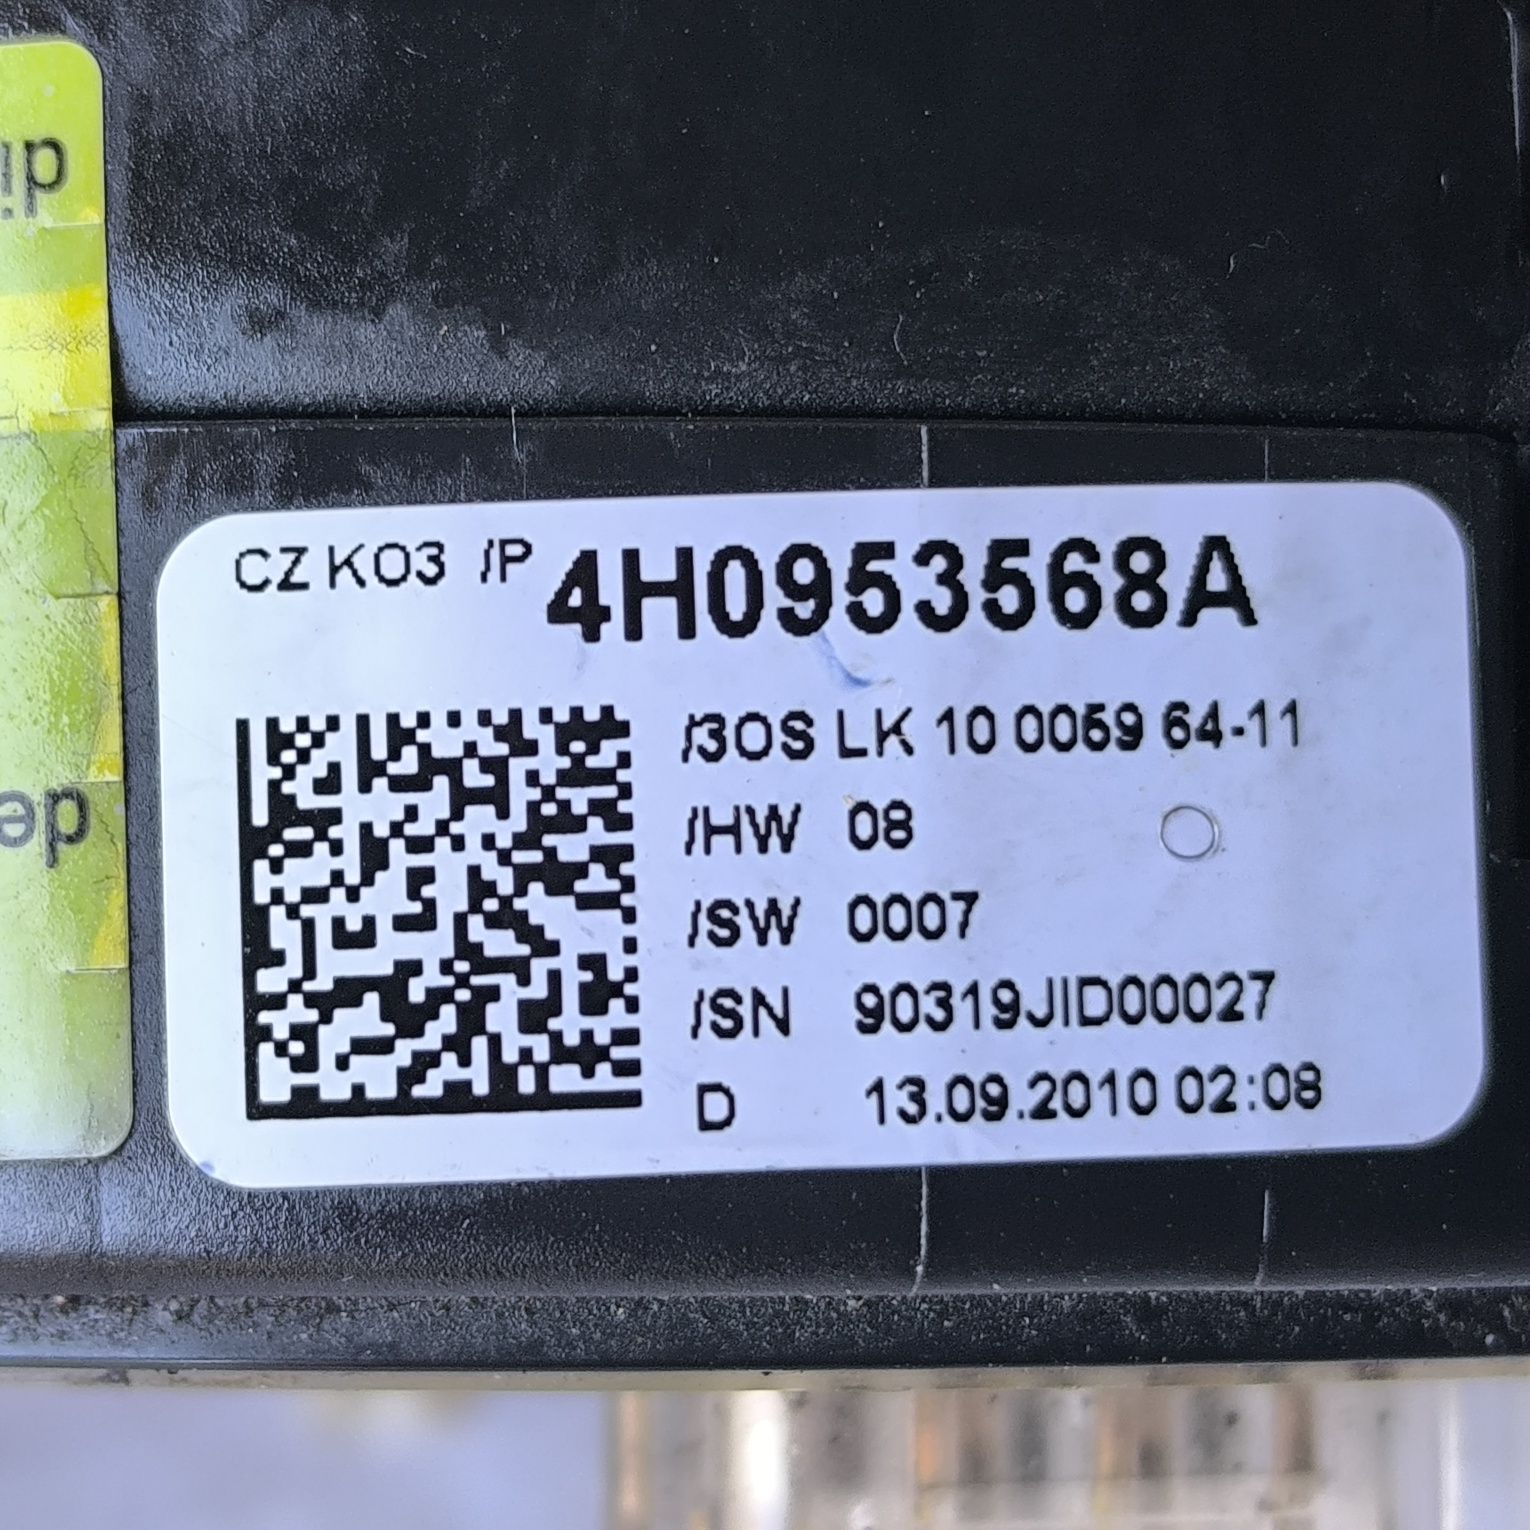 CZ KO3 /P 4H0953568A
/3OS LK 10 0059 64-11
/HW 08
/SW 0007
/SN 90319JID00027
D 13.09.2010 02:08